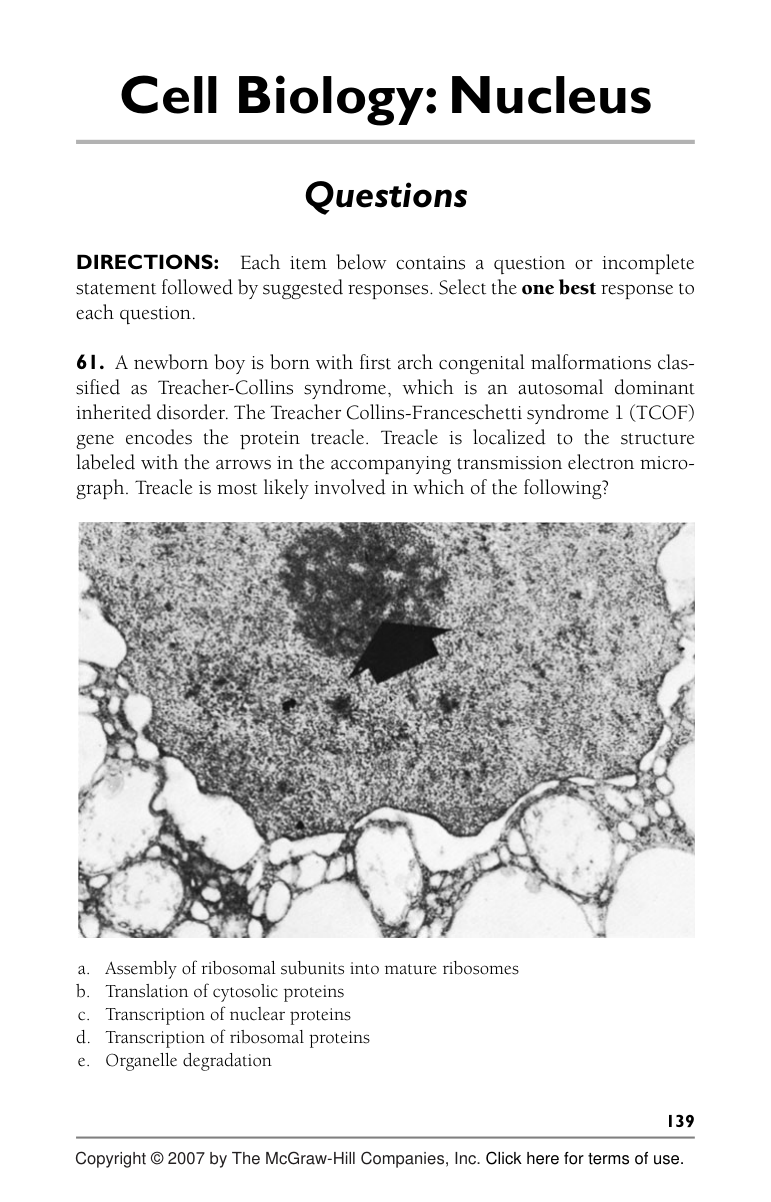 Cell Biology: Nucleus
Questions
DIRECTIONS: Each item below contains a question or incomplete
statement followed by suggested responses. Select the one best response to
each question.
61. A newborn boy is born with first arch congenital malformations clas-
sified as Treacher-Collins syndrome, which is an autosomal dominant
inherited disorder. The Treacher Collins-Franceschetti syndrome 1 (TCOF)
gene encodes the protein treacle. Treacle is localized to the structure
labeled with the arrows in the accompanying transmission electron micro-
graph. Treacle is most likely involved in which of the following?
a. Assembly of ribosomal subunits into mature ribosomes
b. Translation of cytosolic proteins
c. Transcription of nuclear proteins
d. Transcription of ribosomal proteins
e. Organelle degradation
139
Copyright © 2007 by The McGraw-Hill Companies, Inc. Click here for terms of use.